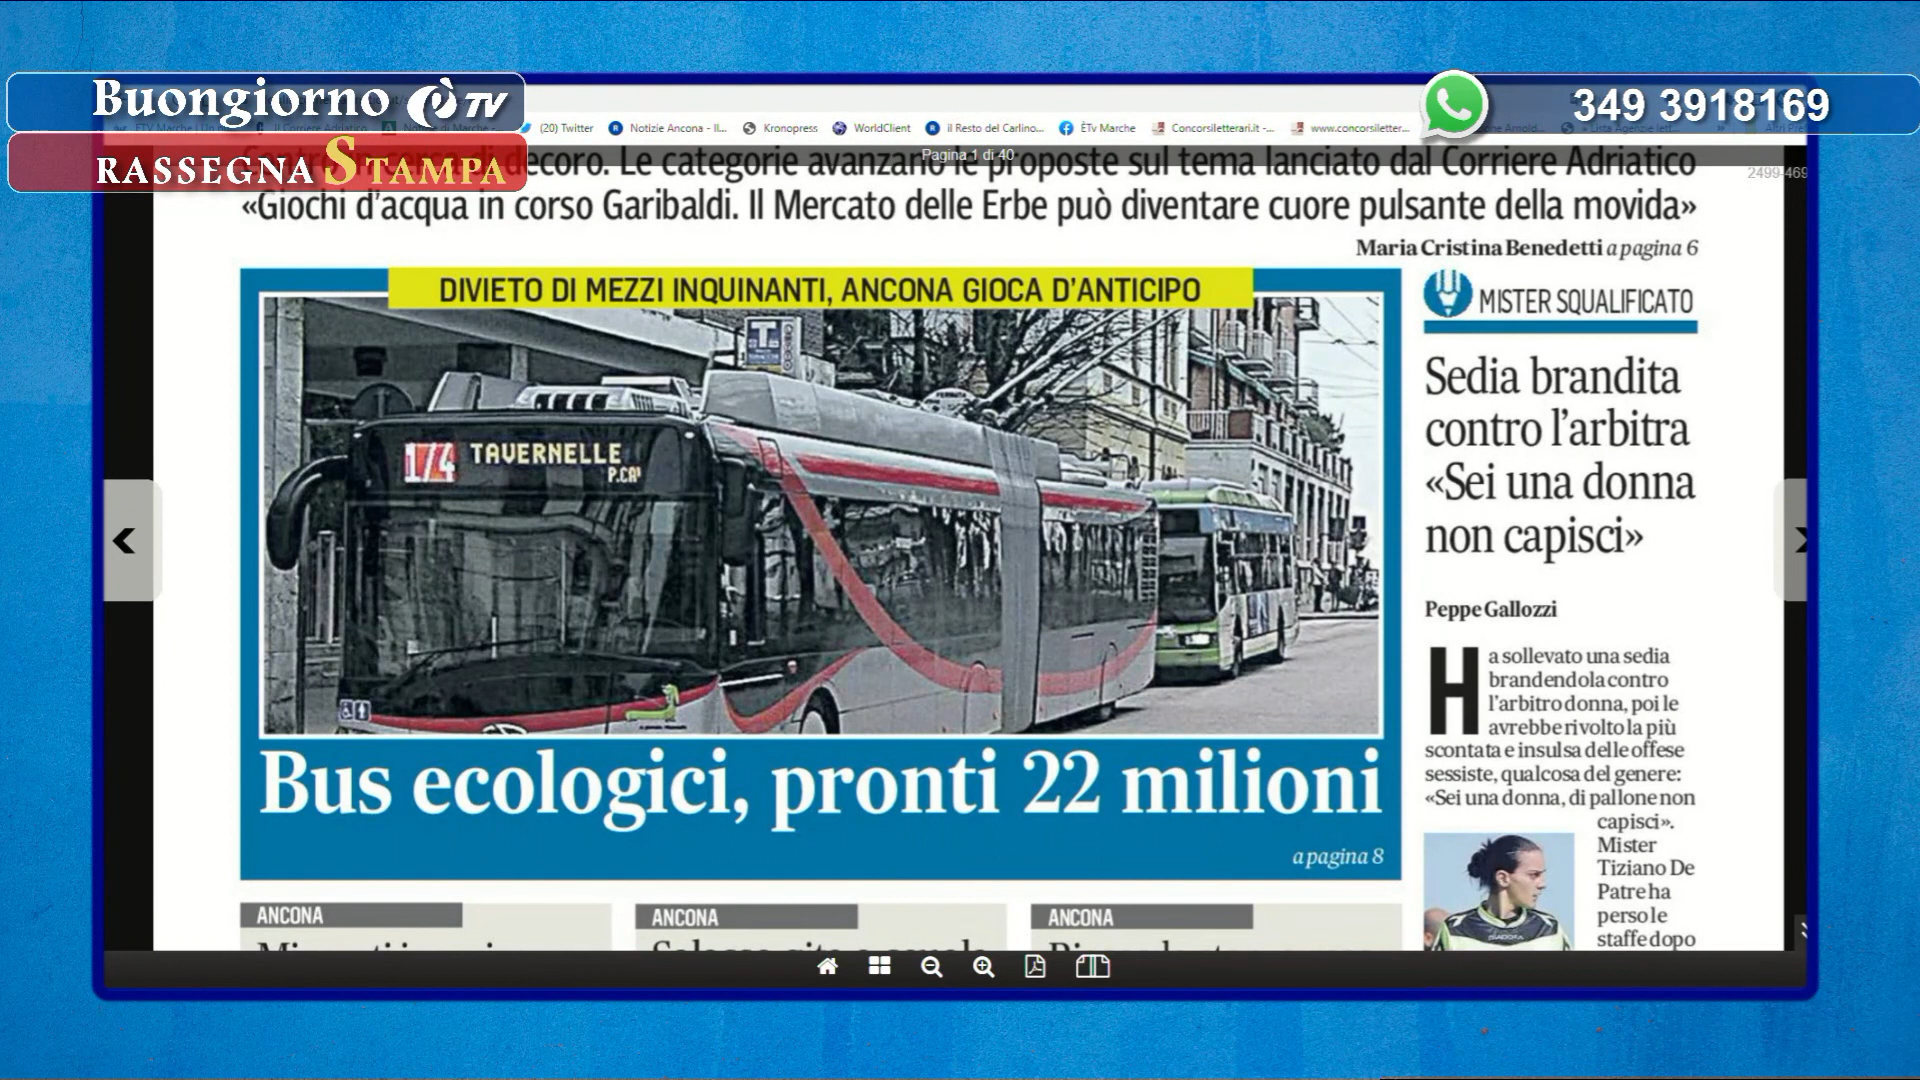 Buongiorno èTV
RASSEGNA STAMPA
349 3918169
(20) Twitter
Notizie Ancona - Il...
Kronopress
WorldClient
il Resto del Carlino...
ÈTv Marche
Concorsiletterari.it -...
www.concorsiletter...
Pagina 1 di 40
decoro. Le categorie avanzano le proposte sul tema lanciato dal Corriere Adriatico
«Giochi d'acqua in corso Garibaldi. Il Mercato delle Erbe può diventare cuore pulsante della movida»
Maria Cristina Benedetti a pagina 6
DIVIETO DI MEZZI INQUINANTI, ANCONA GIOCA D'ANTICIPO
T
1/4 TAVERNELLE
P.CA'
Bus ecologici, pronti 22 milioni
a pagina 8
MISTER SQUALIFICATO
Sedia brandita
contro l'arbitra
«Sei una donna
non capisci»
Peppe Gallozzi
Ha sollevato una sedia
brandendola contro
l'arbitro donna, poi le
avrebbe rivolto la più
scontata e insulsa delle offese
sessiste, qualcosa del genere:
«Sei una donna, di pallone non
capisci».
Mister
Tiziano De
Patre ha
perso le
staffe dopo
ANCONA
ANCONA
ANCONA